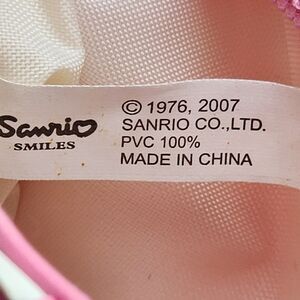 Sanrio
SMILES
© 1976, 2007
SANRIO CO.,LTD.
PVC 100%
MADE IN CHINA